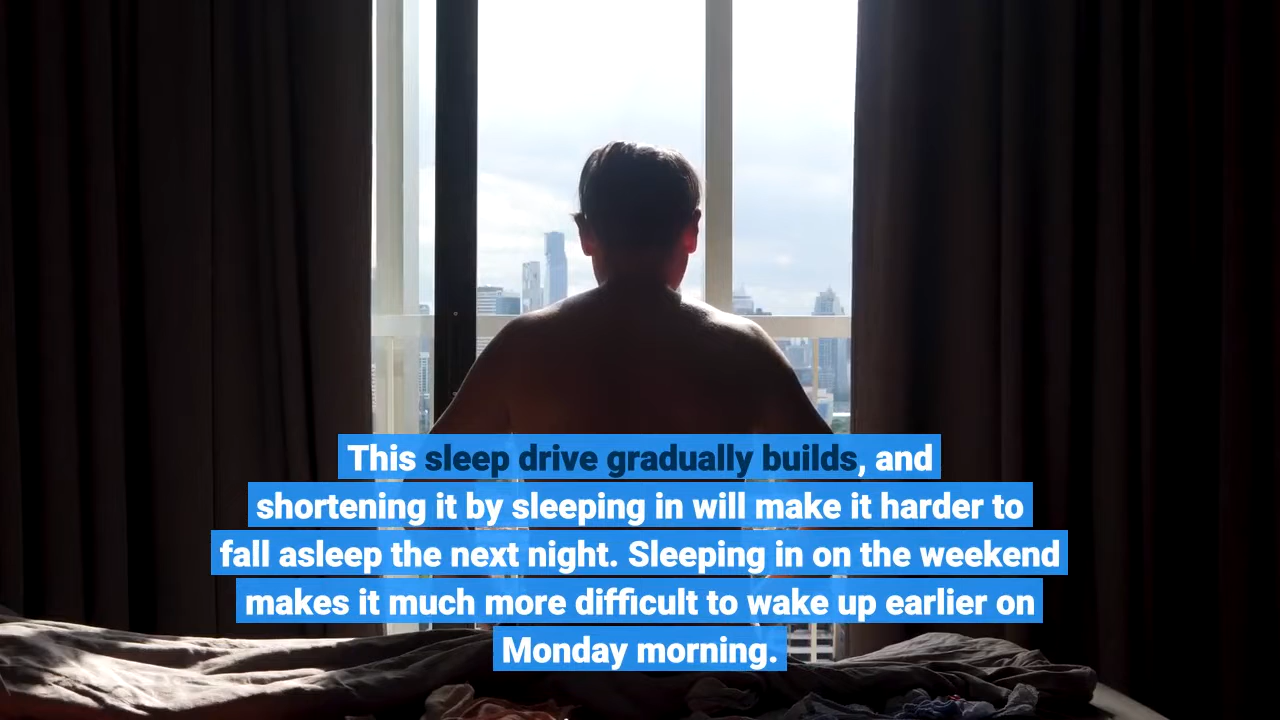 This sleep drive gradually builds, and
shortening it by sleeping in will make it harder to
fall asleep the next night. Sleeping in on the weekend
makes it much more difficult to wake up earlier on
Monday morning.